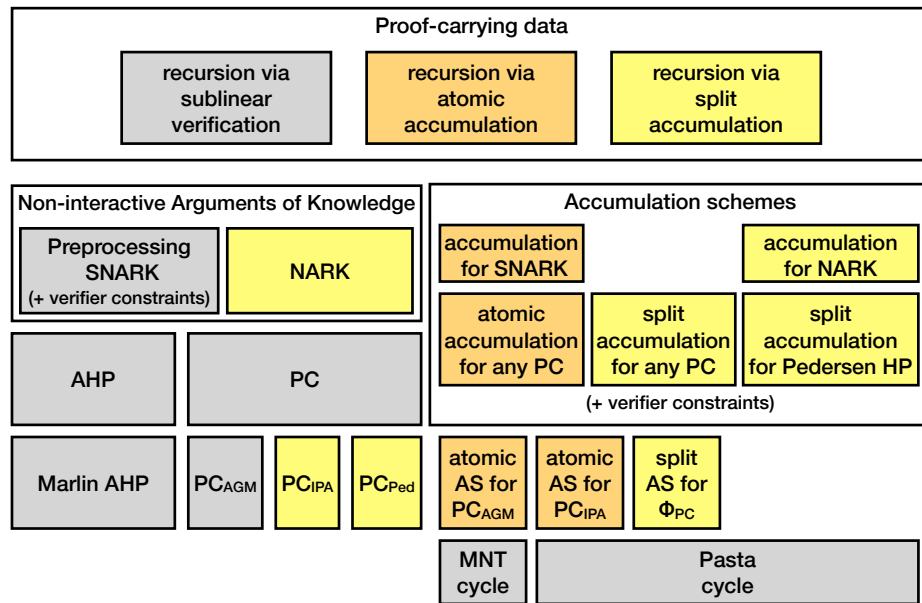 Proof-carrying data
recursion via
sublinear
verification
recursion via
atomic
accumulation
recursion via
split
accumulation
Non-interactive Arguments of Knowledge
Preprocessing
SNARK
(+ verifier constraints)
NARK
AHP
PC
Accumulation schemes
accumulation
for SNARK
accumulation
for NARK
atomic
accumulation
for any PC
split
accumulation
for any PC
split
accumulation
for Pedersen HP
(+ verifier constraints)
Marlin AHP
PCAGM
PCIPA
PCPed
atomic
AS for
PCAGM
atomic
AS for
PCIPA
split
AS for
ΦPC
MNT
cycle
Pasta
cycle